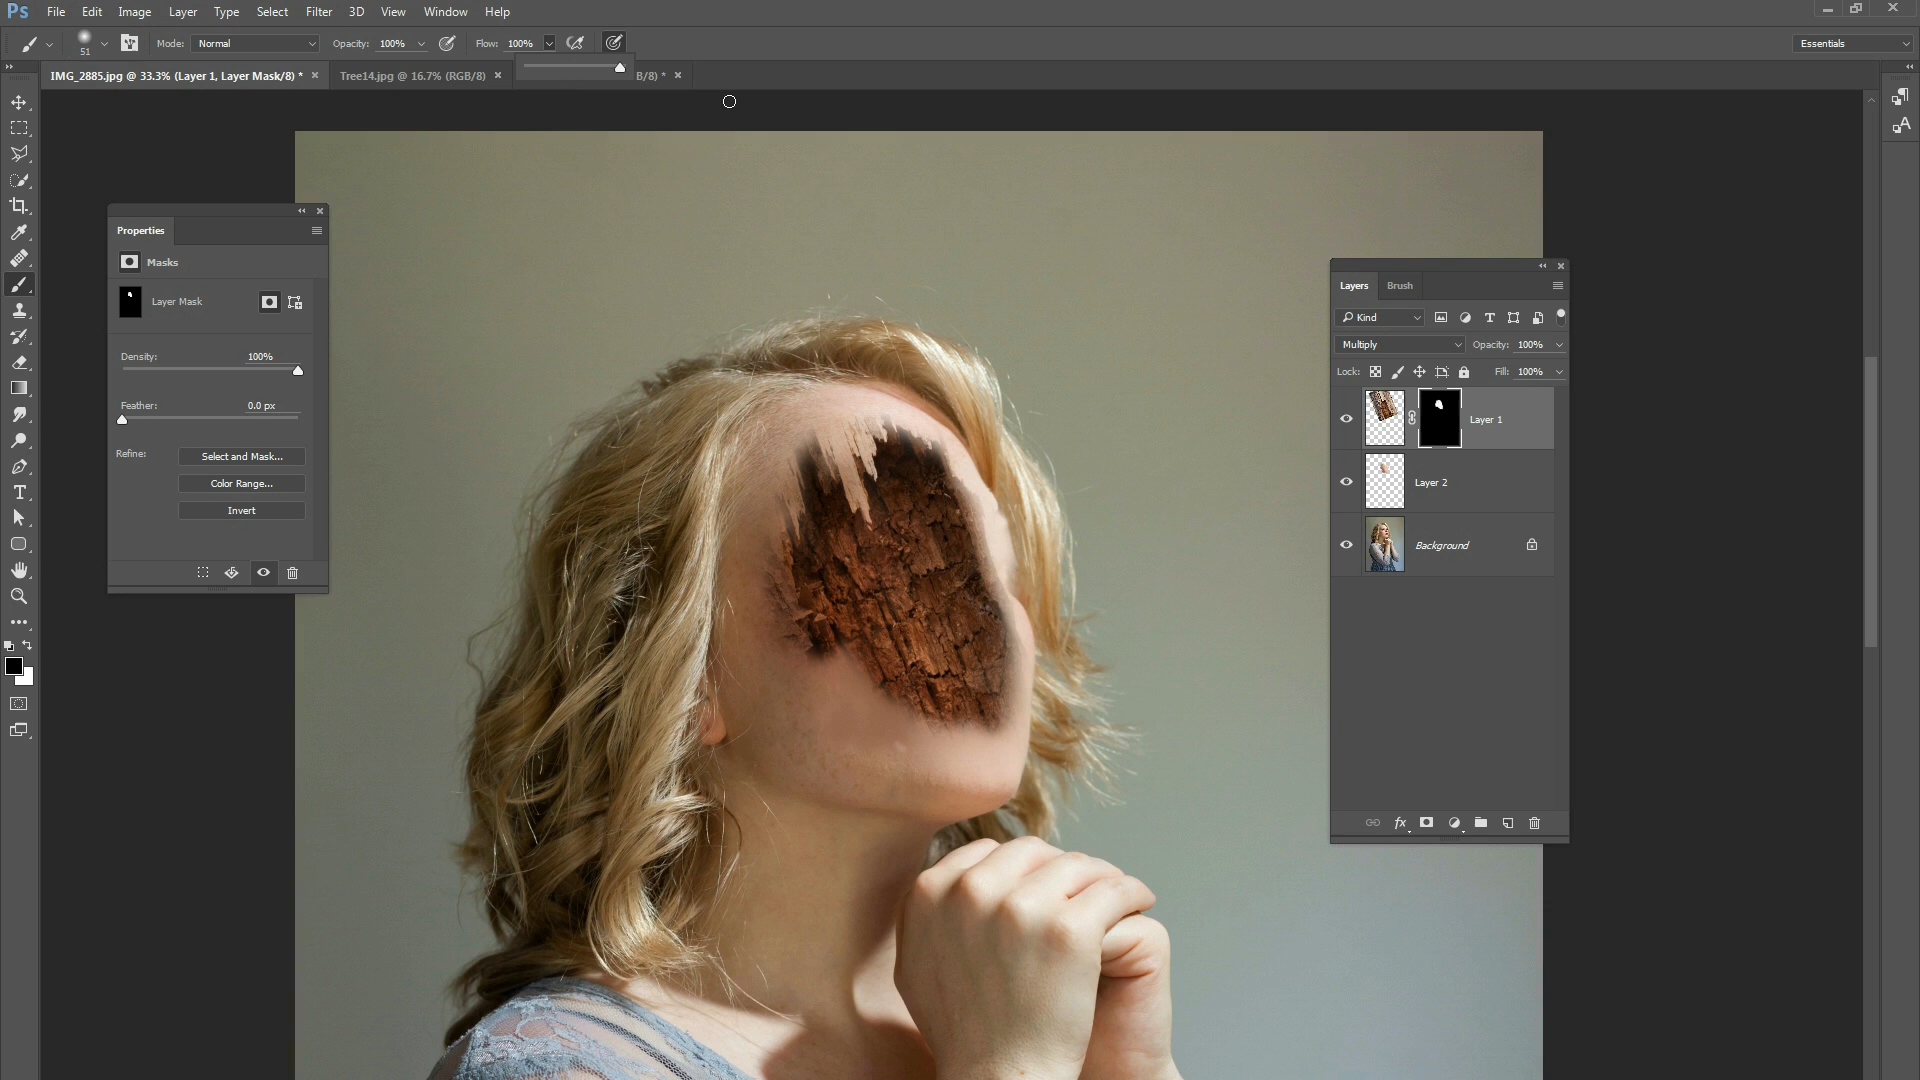 Ps File Edit Image Layer Type Select Filter 3D View Window Help
51 Mode: Normal Opacity: 100% Flow: 100% Essentials
IMG_2885.jpg @ 33.3% (Layer 1, Layer Mask/8) * Tree14.jpg @ 16.7% (RGB/8) B/8) *
Properties
Masks
Layer Mask
Density: 100%
Feather: 0.0 px
Refine: Select and Mask...
Color Range...
Invert
Layers Brush
Kind
Multiply Opacity: 100%
Lock: Fill: 100%
Layer 1
Layer 2
Background
fx